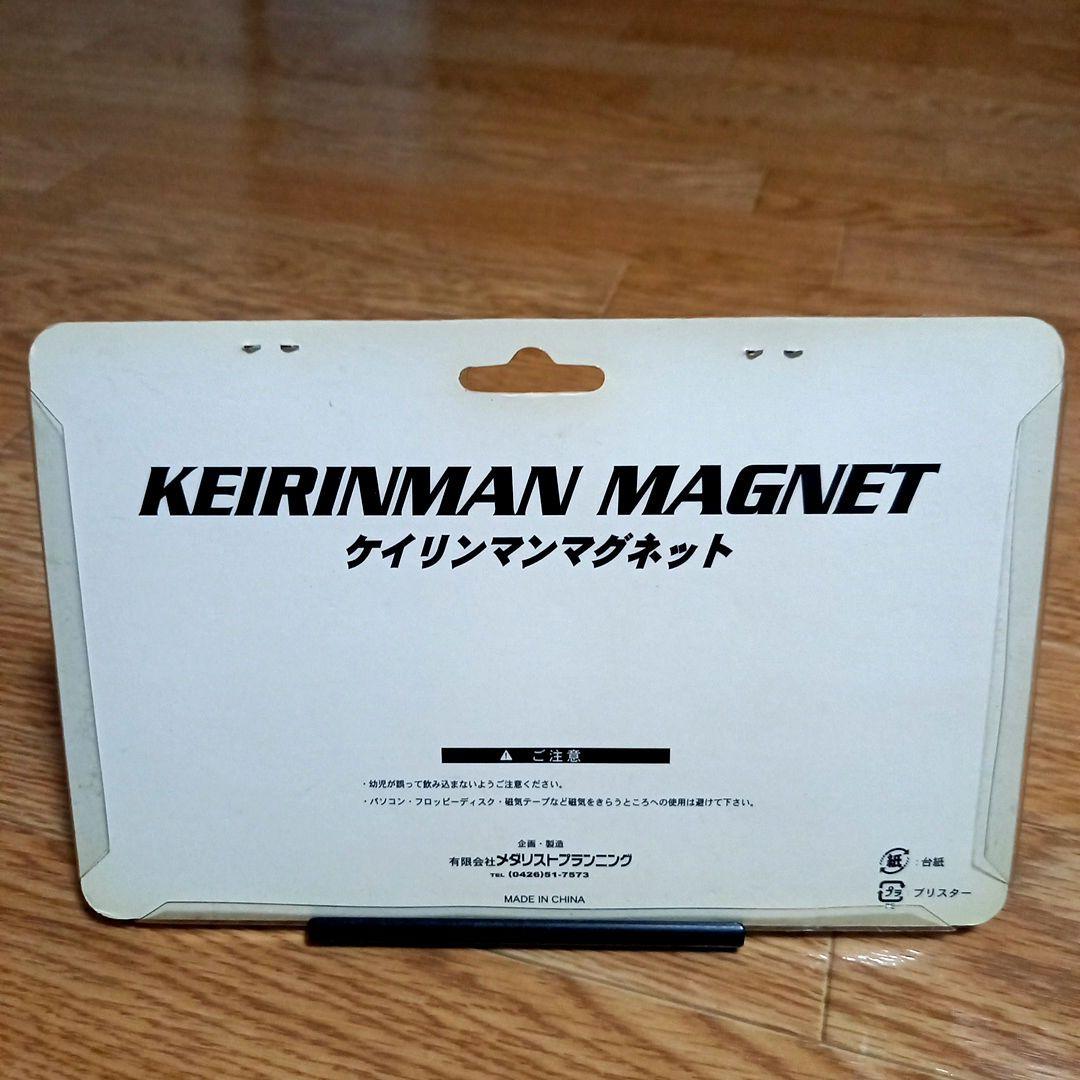 KEIRINMAN MAGNET
ケイリンマンマグネット
⚠ ご注意
・幼児が誤って飲み込まないようご注意ください。
・パソコン・フロッピーディスク・磁気テープなど磁気をきらうところへの使用は避けて下さい。
企画・製造
有限会社メダリストプランニング
TEL (0426)51-7573
MADE IN CHINA
紙 : 台紙
プラ ブリスター